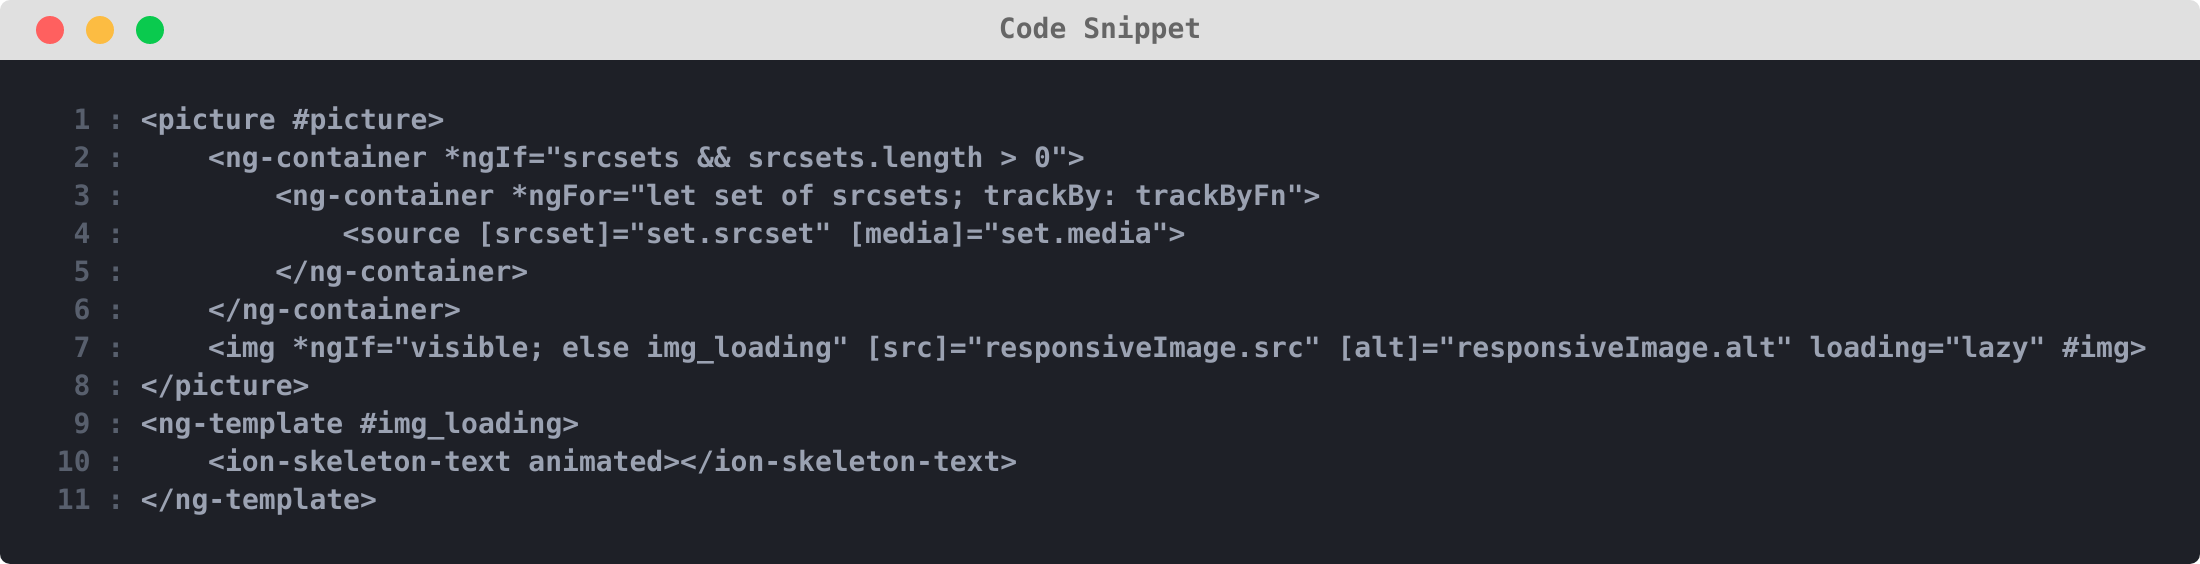 Code Snippet
1 : <picture #picture>
2 :     <ng-container *ngIf="srcsets && srcsets.length > 0">
3 :         <ng-container *ngFor="let set of srcsets; trackBy: trackByFn">
4 :             <source [srcset]="set.srcset" [media]="set.media">
5 :         </ng-container>
6 :     </ng-container>
7 :     <img *ngIf="visible; else img_loading" [src]="responsiveImage.src" [alt]="responsiveImage.alt" loading="lazy" #img>
8 : </picture>
9 : <ng-template #img_loading>
10 :     <ion-skeleton-text animated></ion-skeleton-text>
11 : </ng-template>